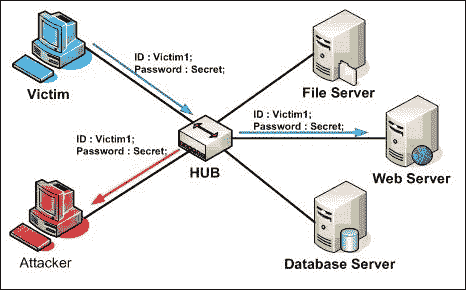 ID : Victim1;
Password : Secret;
Victim
File Server
ID : Victim1;
Password : Secret;
ID : Victim1;
Password : Secret;
HUB
Web Server
Attacker
Database Server